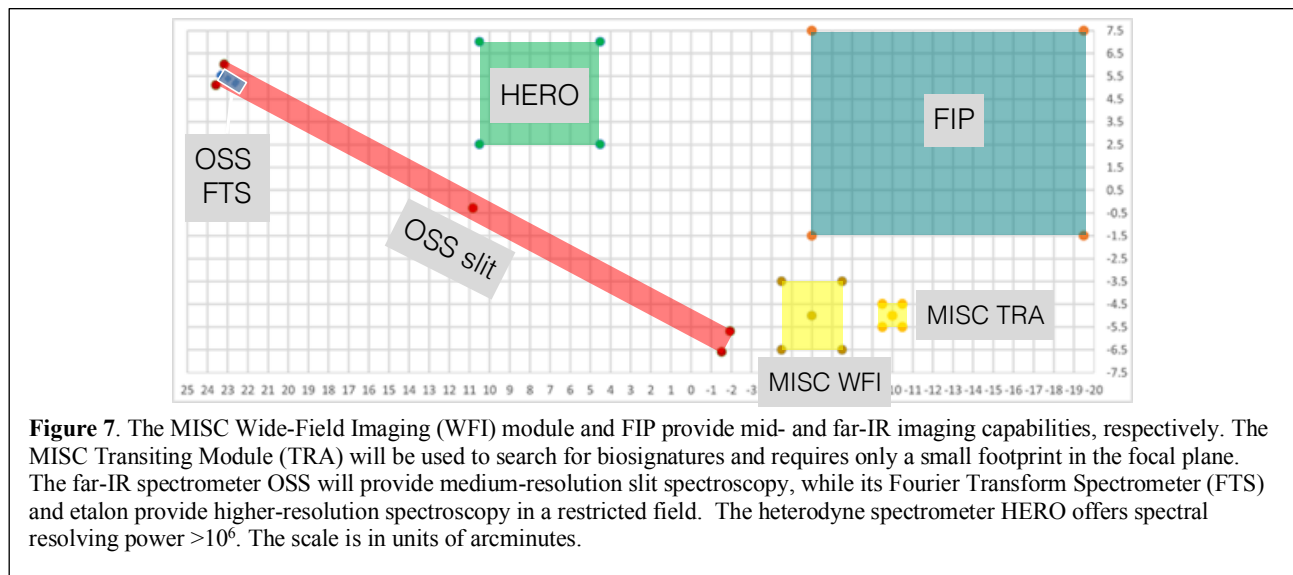 7.5
6.5
HERO
5.5
FIP
4.5
3.5
OSS
FTS
2.5
1.5
0.5
-0.5
OSS slit
-1.5
-2.5
-3.5
-4.5
MISC TRA
-5.5
-6.5
MISC WFI
-7.5
25 24 23 22 21 20 19 18 17 16 15 14 13 12 11 10 9 8 7 6 5 4 3 2 1 0 -1 -2 -3 -10 -11 -12 -13 -14 -15 -16 -17 -18 -19 -20
Figure 7. The MISC Wide-Field Imaging (WFI) module and FIP provide mid- and far-IR imaging capabilities, respectively. The
MISC Transiting Module (TRA) will be used to search for biosignatures and requires only a small footprint in the focal plane.
The far-IR spectrometer OSS will provide medium-resolution slit spectroscopy, while its Fourier Transform Spectrometer (FTS)
and etalon provide higher-resolution spectroscopy in a restricted field. The heterodyne spectrometer HERO offers spectral
resolving power >10⁶. The scale is in units of arcminutes.